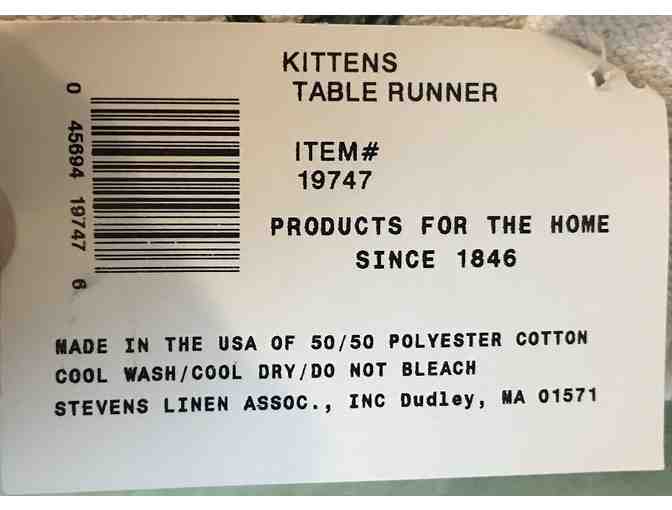 KITTENS
TABLE RUNNER
ITEM#
19747
PRODUCTS FOR THE HOME
SINCE 1846
0 45694 19747 6
MADE IN THE USA OF 50/50 POLYESTER COTTON
COOL WASH/COOL DRY/DO NOT BLEACH
STEVENS LINEN ASSOC., INC Dudley, MA 01571